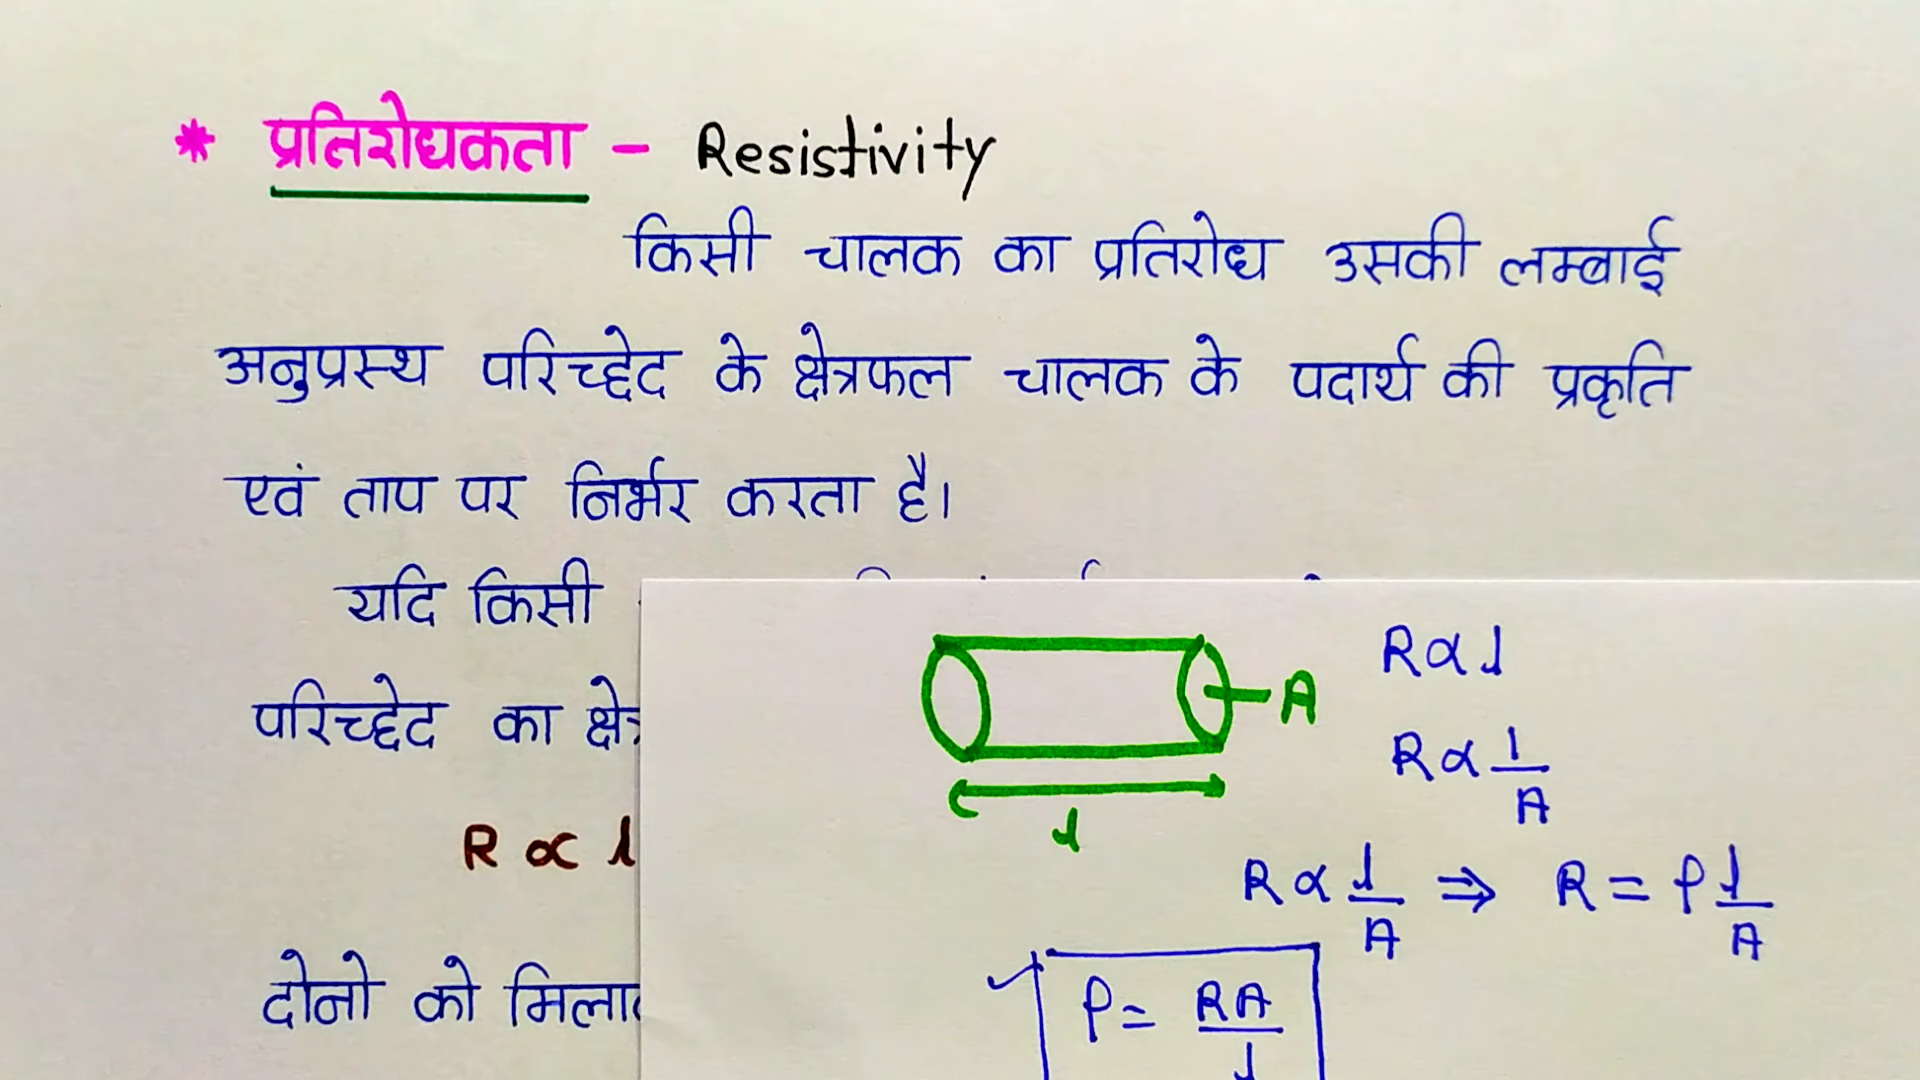 * प्रतिरोधकता - Resistivity
किसी चालक का प्रतिरोध उसकी लम्बाई
अनुप्रस्थ परिच्छेद के क्षेत्रफल चालक के पदार्थ की प्रकृति
एवं ताप पर निर्भर करता है।
यदि किसी
परिच्छेद का
R ∝ l
दोनो को
A
l
R ∝ l
R ∝ 1/A
R ∝ l/A ⇒ R = ρ l/A
ρ = RA/l